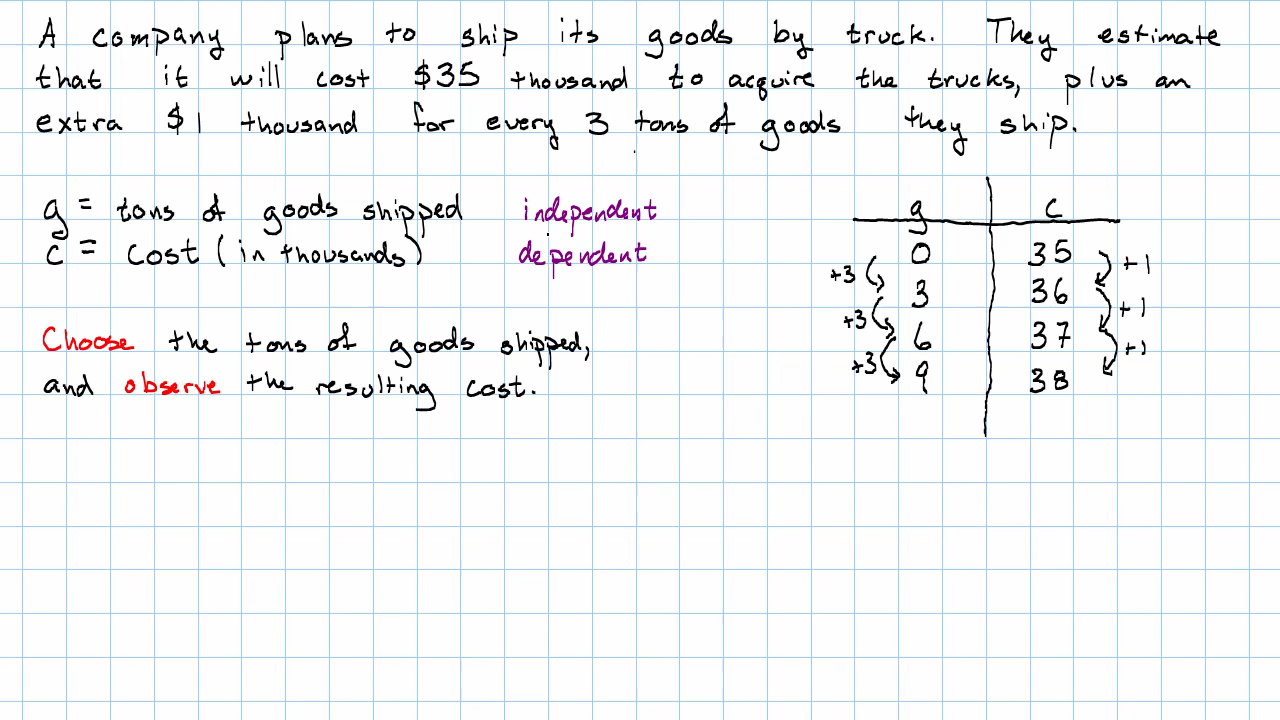 A company plans to ship its goods by truck. They estimate
that it will cost $35 thousand to acquire the trucks, plus an
extra $1 thousand for every 3 tons of goods they ship.
g = tons of goods shipped independent
c = cost (in thousands) dependent
Choose the tons of goods shipped,
and observe the resulting cost.
g c
0 35
+3 +1
3 36
+3 +1
6 37
+3 +1
9 38